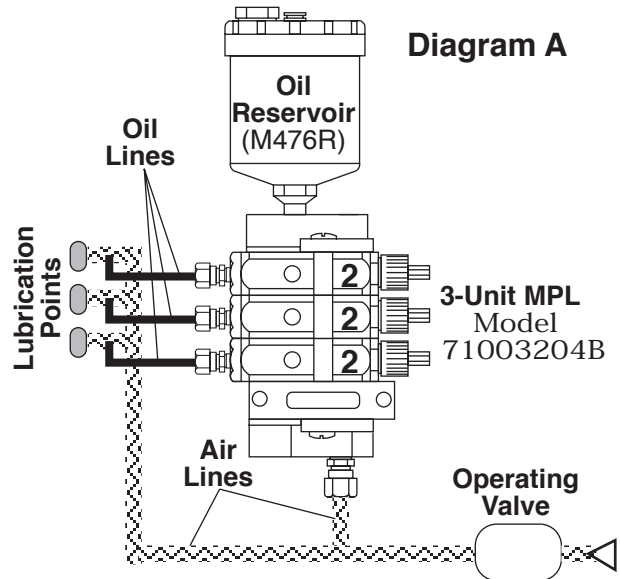 Diagram A
Oil
Reservoir
(M476R)
Oil
Lines
Lubrication
Points
2
2
2
3-Unit MPL
Model
71003204B
Air
Lines
Operating
Valve